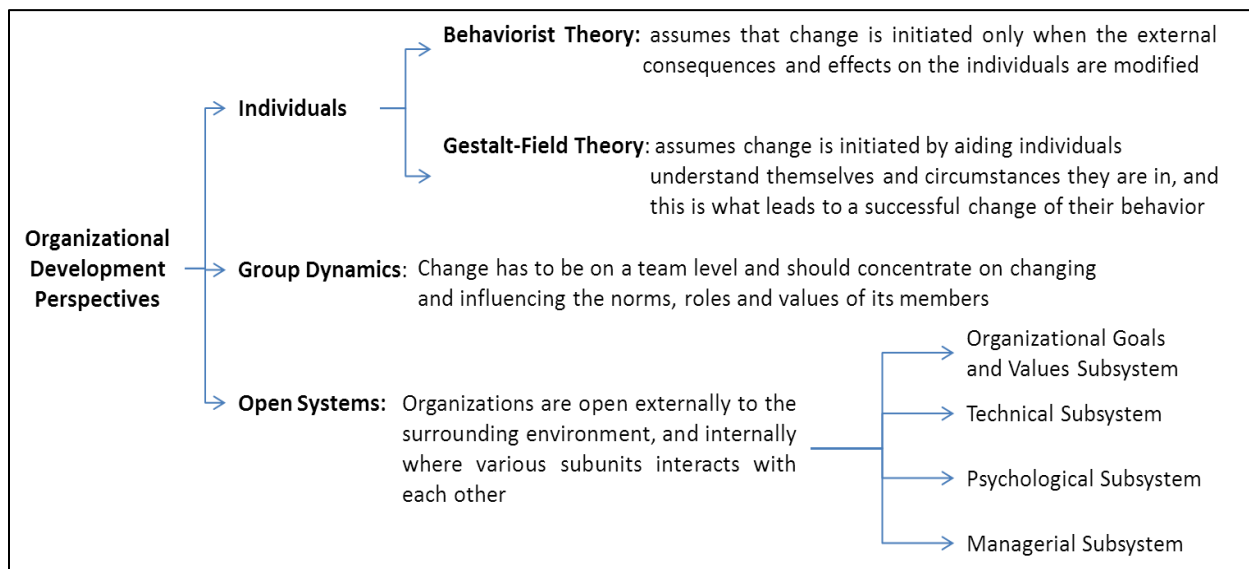 Behaviorist Theory: assumes that change is initiated only when the external
consequences and effects on the individuals are modified
Individuals
Gestalt-Field Theory: assumes change is initiated by aiding individuals
understand themselves and circumstances they are in, and
this is what leads to a successful change of their behavior
Organizational
Development
Perspectives
Group Dynamics: Change has to be on a team level and should concentrate on changing
and influencing the norms, roles and values of its members
Open Systems: Organizations are open externally to the
surrounding environment, and internally
where various subunits interacts with
each other
Organizational Goals
and Values Subsystem
Technical Subsystem
Psychological Subsystem
Managerial Subsystem